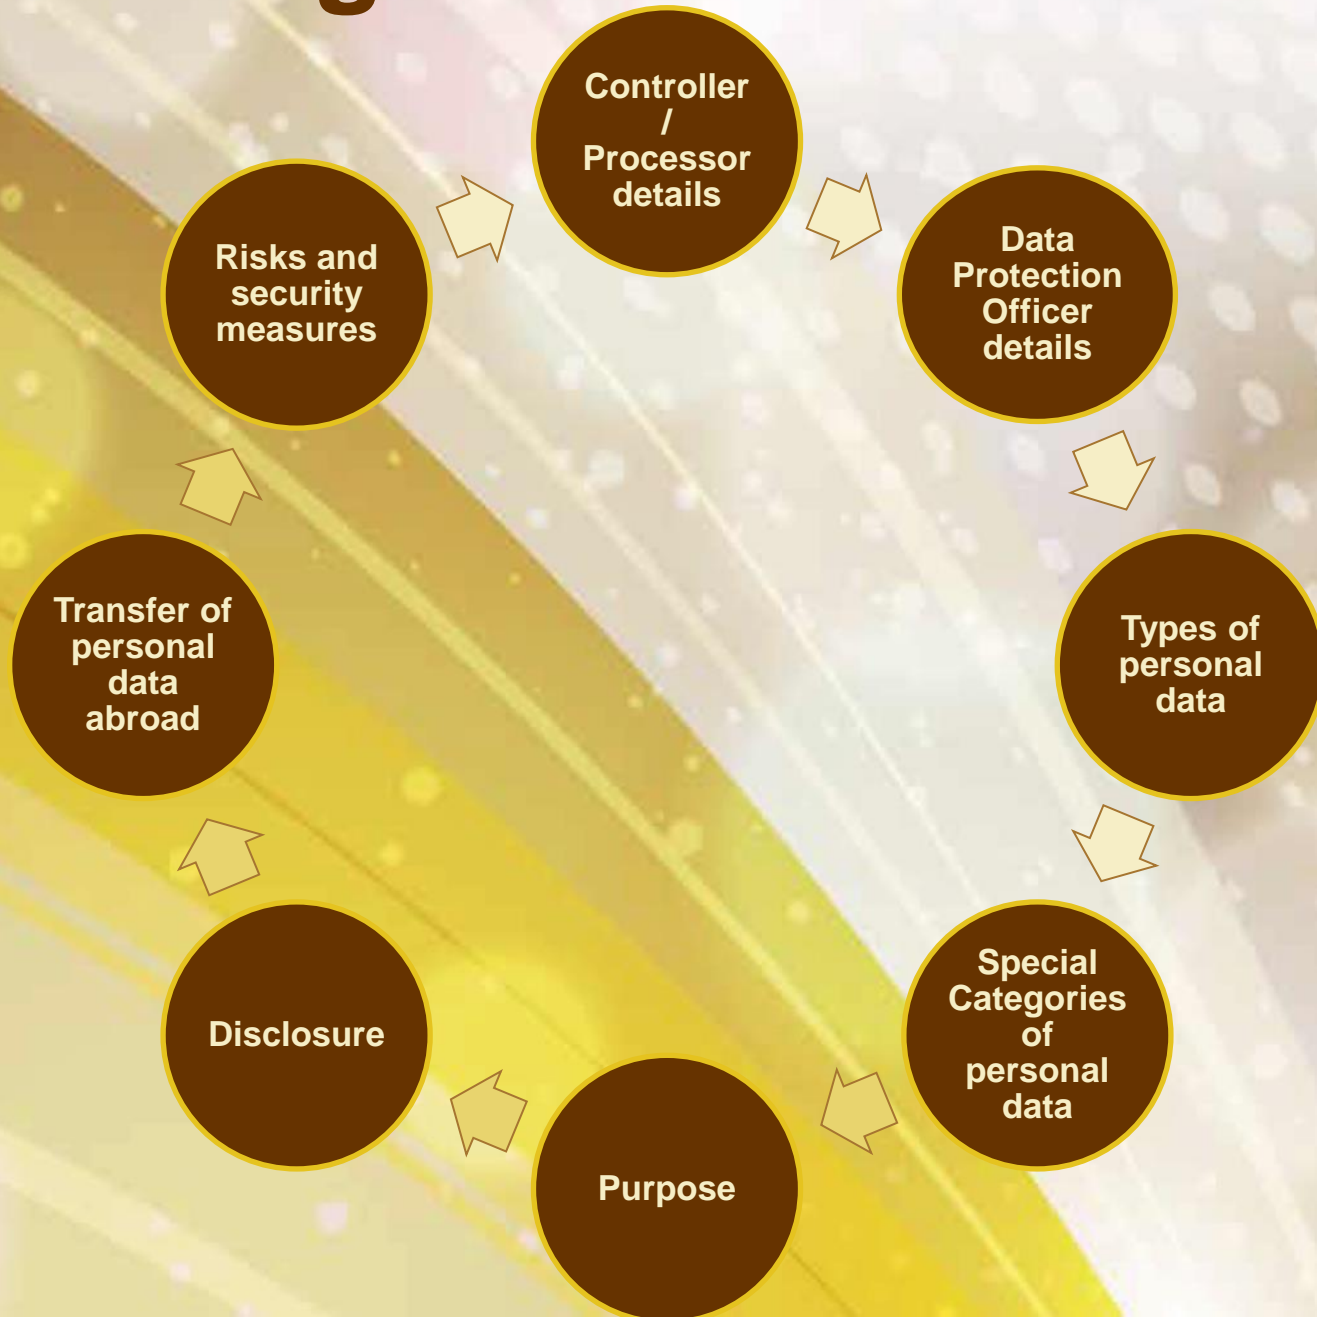 Controller
/
Processor
details
Data
Protection
Officer
details
Types of
personal
data
Special
Categories
of
personal
data
Purpose
Disclosure
Transfer of
personal
data
abroad
Risks and
security
measures